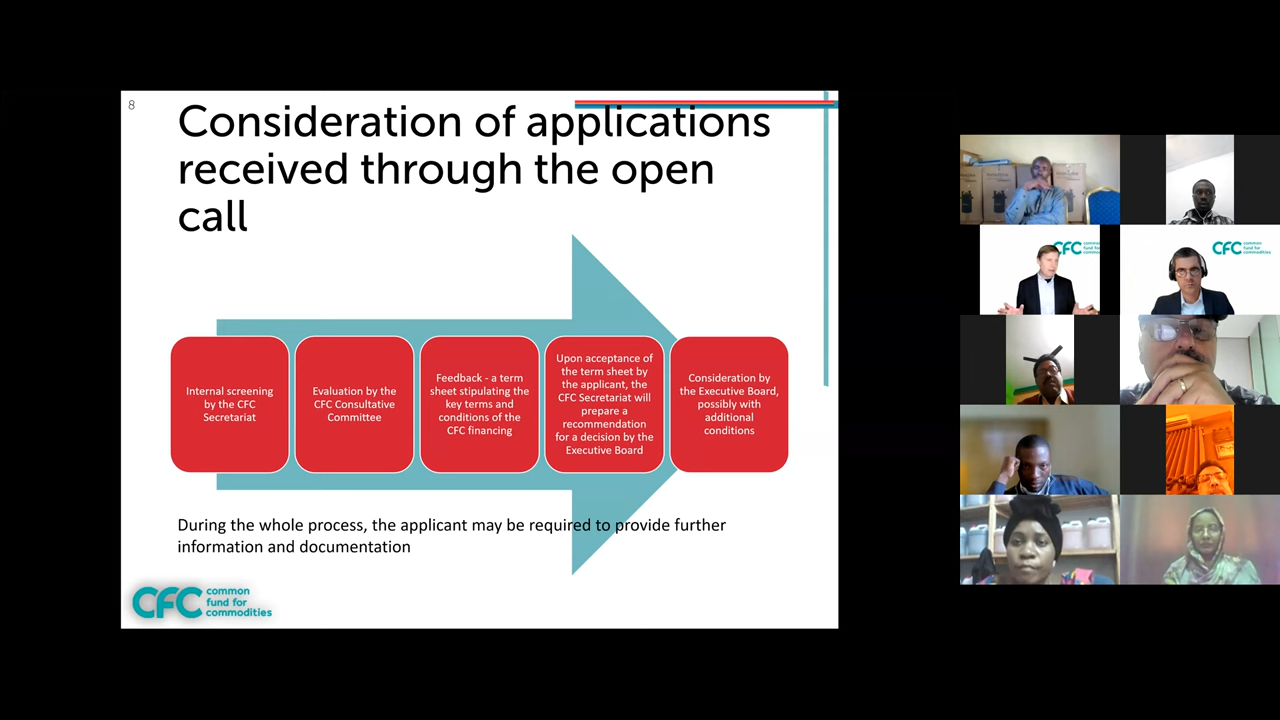 8
Consideration of applications
received through the open
call
Internal screening
by the CFC
Secretariat
Evaluation by the
CFC Consultative
Committee
Feedback - a term
sheet stipulating the
key terms and
conditions of the
CFC financing
Upon acceptance of
the term sheet by
the applicant, the
CFC Secretariat will
prepare a
recommendation
for a decision by the
Executive Board
Consideration by
the Executive Board,
possibly with
additional
conditions
During the whole process, the applicant may be required to provide further
information and documentation
CFC common
fund for
commodities
CFC common
fund for
commodities
CFC common
fund for
commodities